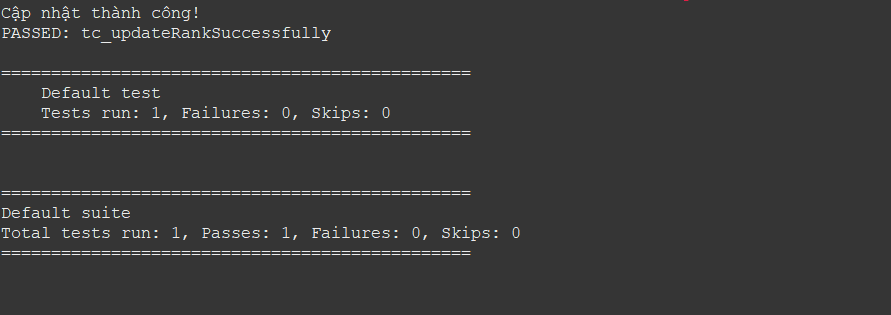 Cập nhật thành công!
PASSED: tc_updateRankSuccessfully
===============================================
Default test
Tests run: 1, Failures: 0, Skips: 0
===============================================
===============================================
Default suite
Total tests run: 1, Passes: 1, Failures: 0, Skips: 0
===============================================